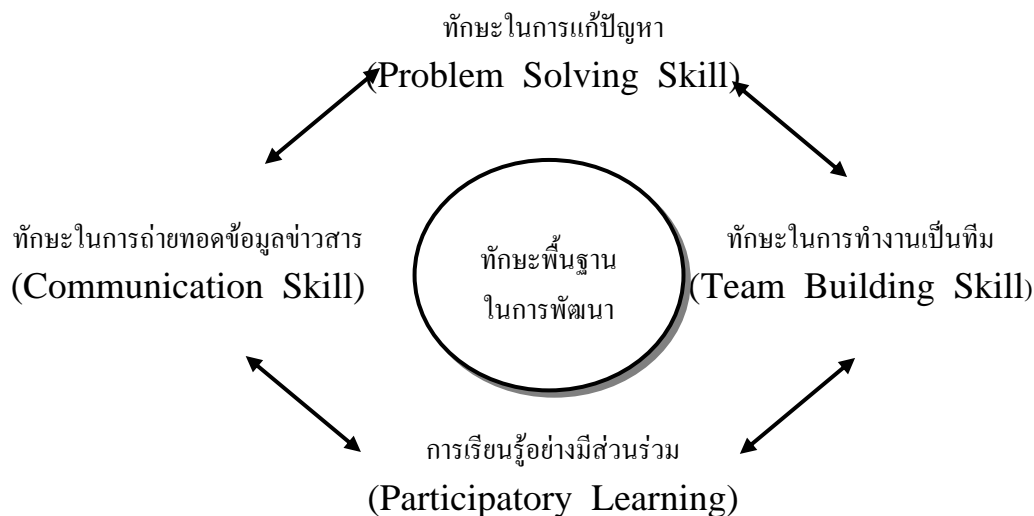 ทักษะในการแก้ปัญหา
(Problem Solving Skill)
ทักษะในการถ่ายทอดข้อมูลข่าวสาร
(Communication Skill)
ทักษะพื้นฐาน
ในการพัฒนา
ทักษะในการทำงานเป็นทีม
(Team Building Skill)
การเรียนรู้อย่างมีส่วนร่วม
(Participatory Learning)